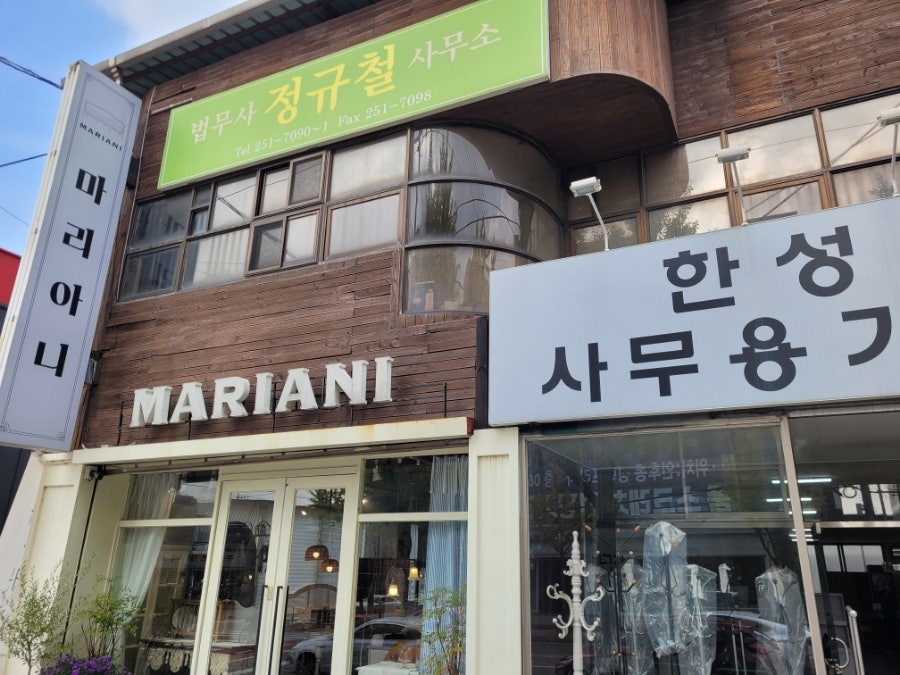 MARIANI
마리아니
법무사 정규철 사무소
Tel 251-7090~1 Fax 251-7098
MARIANI
한성
사무용